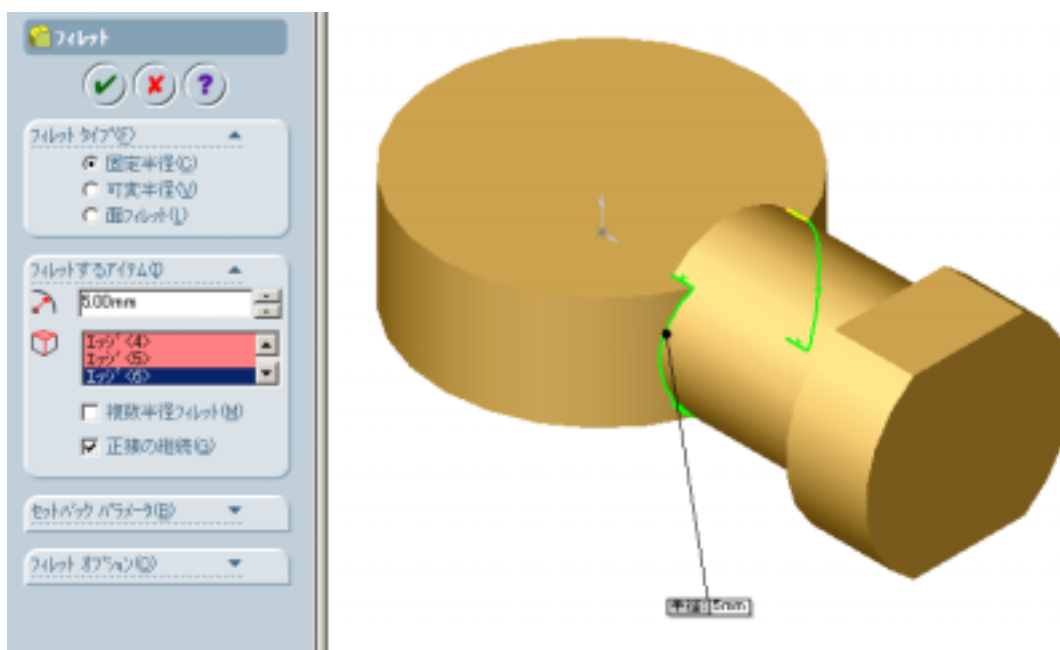 フィレット
フィレット タイプ(F)
固定半径(C)
可変半径(V)
面フィレット(L)
フィレットするアイテム(I)
5.00mm
エッジ <4>
エッジ <5>
エッジ <6>
複数半径フィレット(M)
正接の継続(G)
セットバック パラメータ(B)
フィレット オプション(O)
半径: 5mm